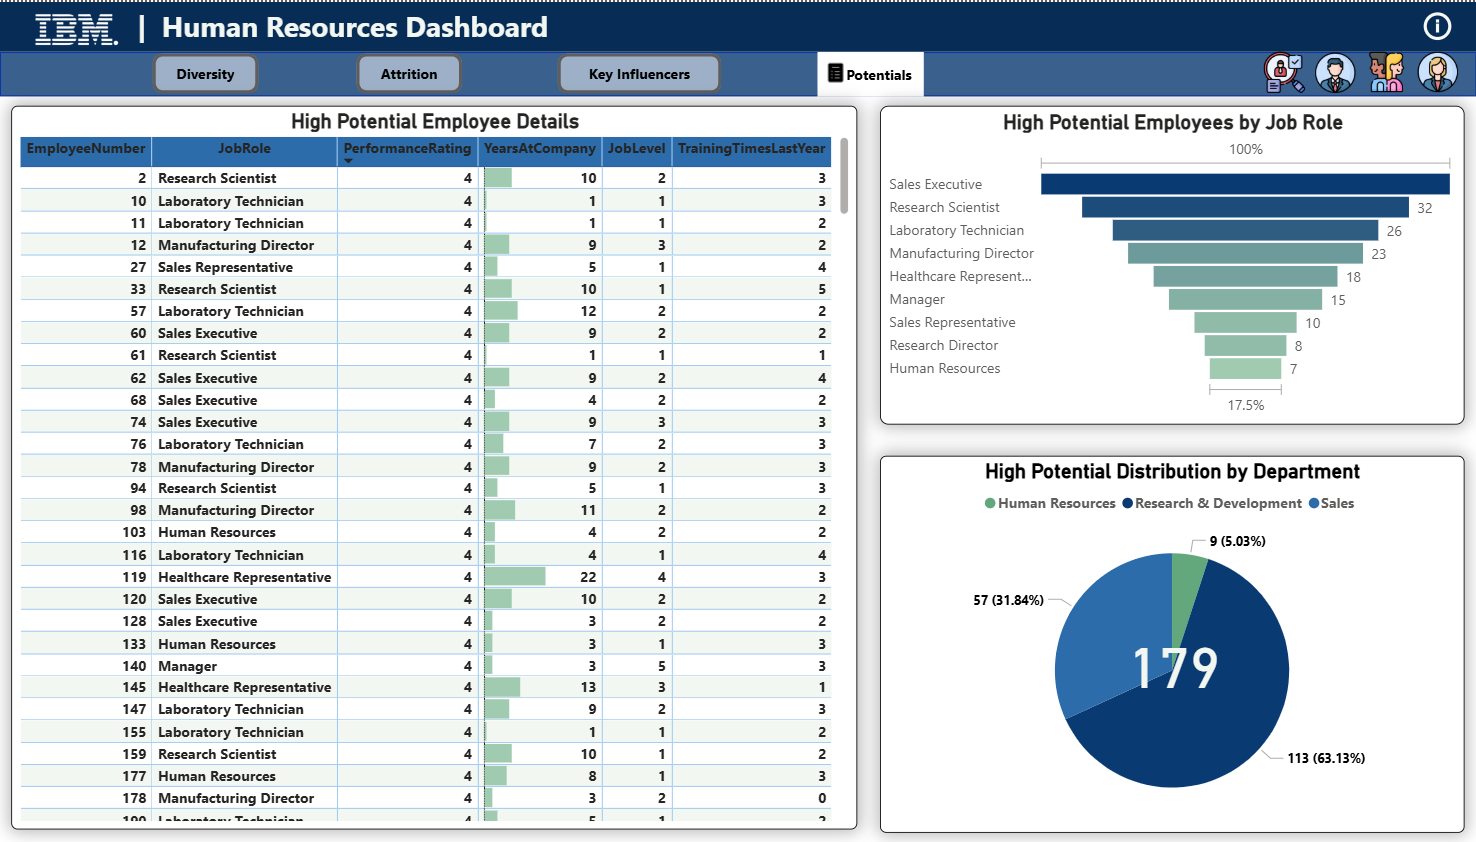 IBM. | Human Resources Dashboard
Diversity
Attrition
Key Influencers
Potentials
High Potential Employee Details
EmployeeNumber JobRole PerformanceRating YearsAtCompany JobLevel TrainingTimesLastYear
2 Research Scientist 4 10 2 3
10 Laboratory Technician 4 1 1 3
11 Laboratory Technician 4 1 1 2
12 Manufacturing Director 4 9 3 2
27 Sales Representative 4 5 1 4
33 Research Scientist 4 10 1 5
57 Laboratory Technician 4 12 2 2
60 Sales Executive 4 9 2 2
61 Research Scientist 4 1 1 1
62 Sales Executive 4 9 2 4
68 Sales Executive 4 4 2 2
74 Sales Executive 4 9 3 3
76 Laboratory Technician 4 7 2 3
78 Manufacturing Director 4 9 2 3
94 Research Scientist 4 5 1 3
98 Manufacturing Director 4 11 2 2
103 Human Resources 4 4 2 2
116 Laboratory Technician 4 4 1 4
119 Healthcare Representative 4 22 4 3
120 Sales Executive 4 10 2 2
128 Sales Executive 4 3 2 2
133 Human Resources 4 3 1 3
140 Manager 4 3 5 3
145 Healthcare Representative 4 13 3 1
147 Laboratory Technician 4 9 2 3
155 Laboratory Technician 4 1 1 2
159 Research Scientist 4 10 1 2
177 Human Resources 4 8 1 3
178 Manufacturing Director 4 3 2 0
Laboratory Technician
High Potential Employees by Job Role
100%
Sales Executive
Research Scientist 32
Laboratory Technician 26
Manufacturing Director 23
Healthcare Represent... 18
Manager 15
Sales Representative 10
Research Director 8
Human Resources 7
17.5%
High Potential Distribution by Department
Human Resources Research & Development Sales
9 (5.03%)
57 (31.84%)
179
113 (63.13%)